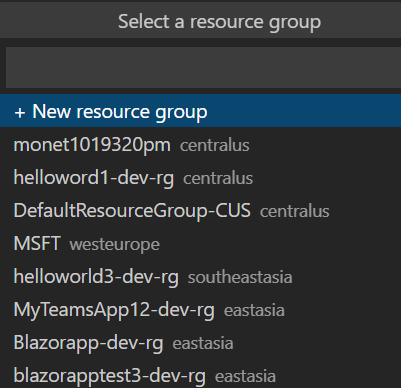 Select a resource group
+ New resource group
monet1019320pm centralus
helloword1-dev-rg centralus
DefaultResourceGroup-CUS centralus
MSFT westeurope
helloworld3-dev-rg southeastasia
MyTeamsApp12-dev-rg eastasia
Blazorapp-dev-rg eastasia
blazorapptest3-dev-rg eastasia